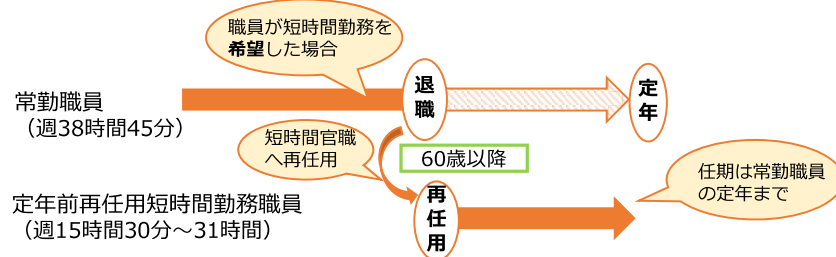 職員が短時間勤務を
希望した場合
退職
定年
常勤職員
（週38時間45分）
短時間官職
へ再任用
60歳以降
任期は常勤職員
の定年まで
定年前再任用短時間勤務職員
（週15時間30分～31時間）
再任用